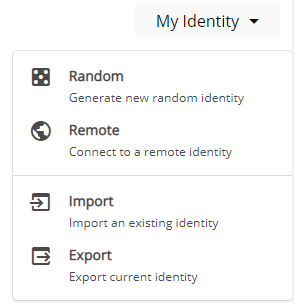 My Identity
Random
Generate new random identity
Remote
Connect to a remote identity
Import
Import an existing identity
Export
Export current identity